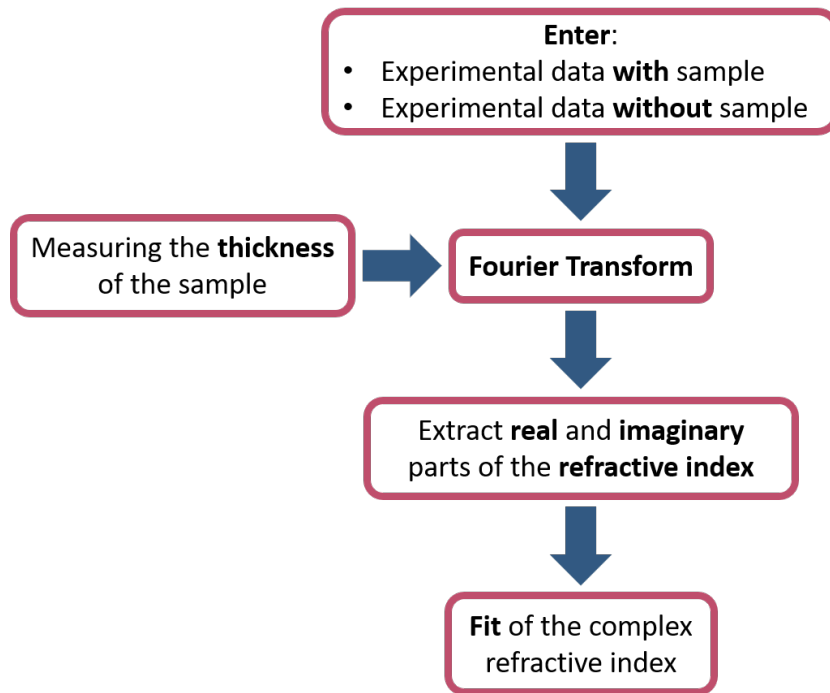 Enter:
• Experimental data with sample
• Experimental data without sample
Measuring the thickness
of the sample
Fourier Transform
Extract real and imaginary
parts of the refractive index
Fit of the complex
refractive index